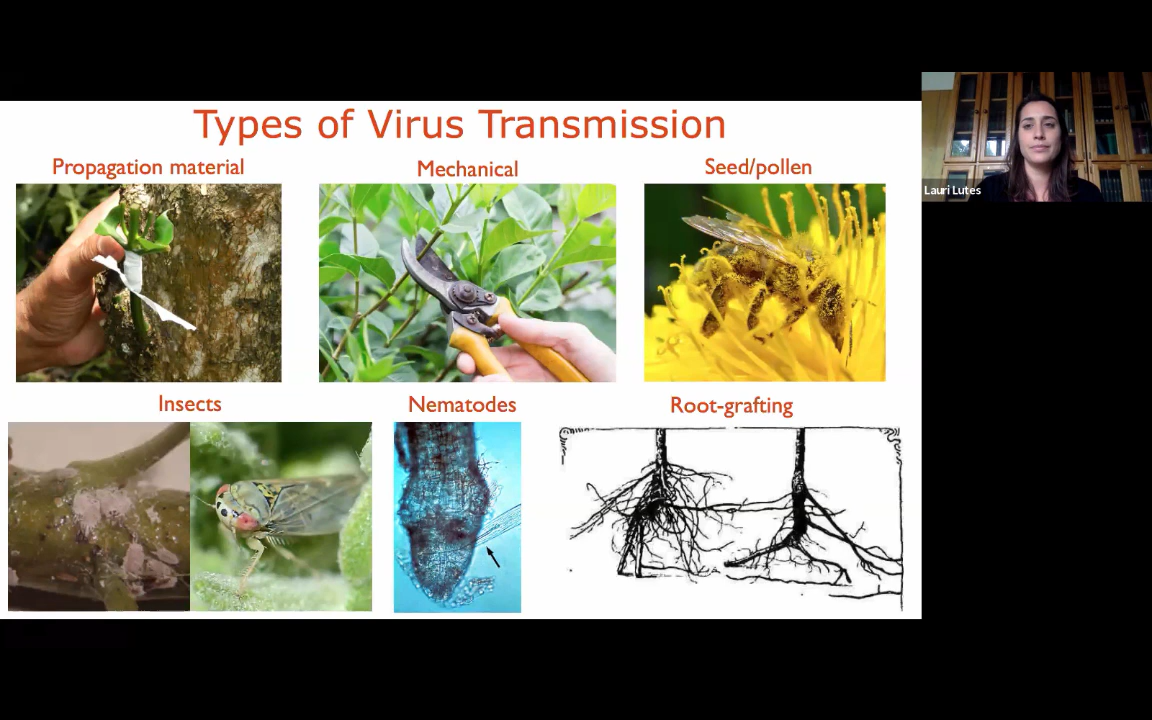 Types of Virus Transmission
Propagation material
Mechanical
Seed/pollen
Lauri Lutes
Insects
Nematodes
Root-grafting